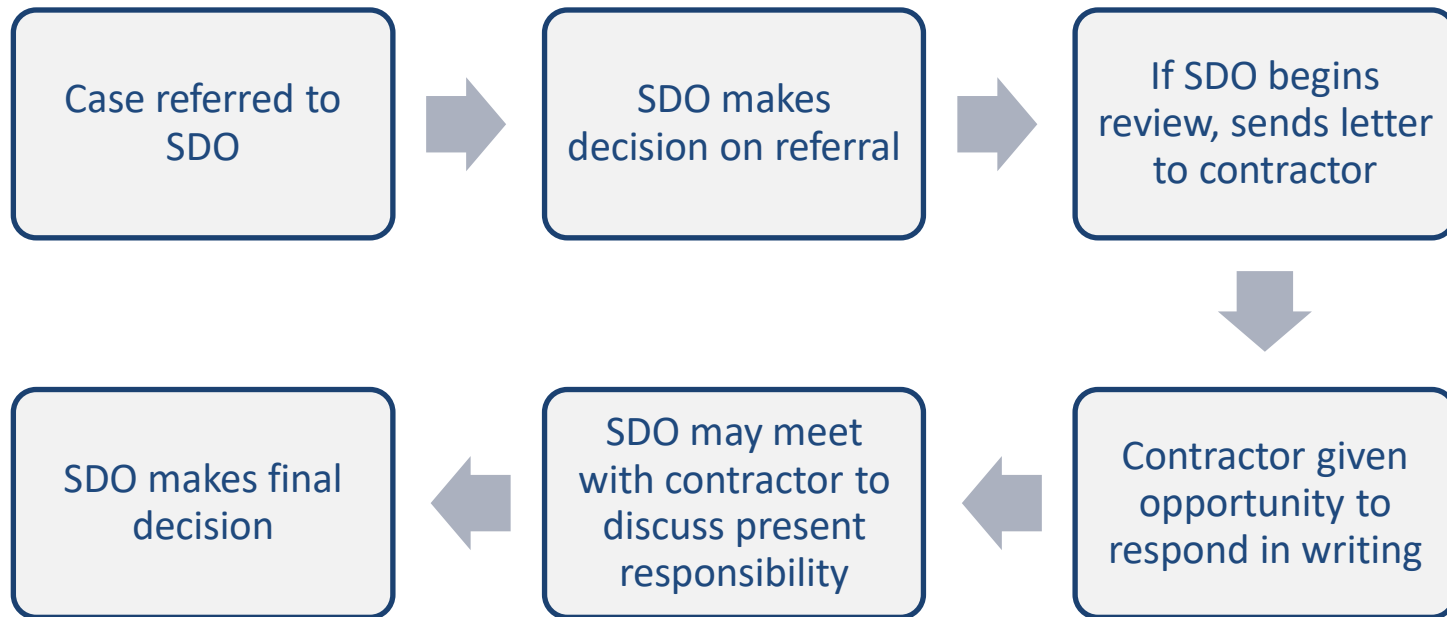 Case referred to
SDO
SDO makes
decision on referral
If SDO begins
review, sends letter
to contractor
Contractor given
opportunity to
respond in writing
SDO may meet
with contractor to
discuss present
responsibility
SDO makes final
decision